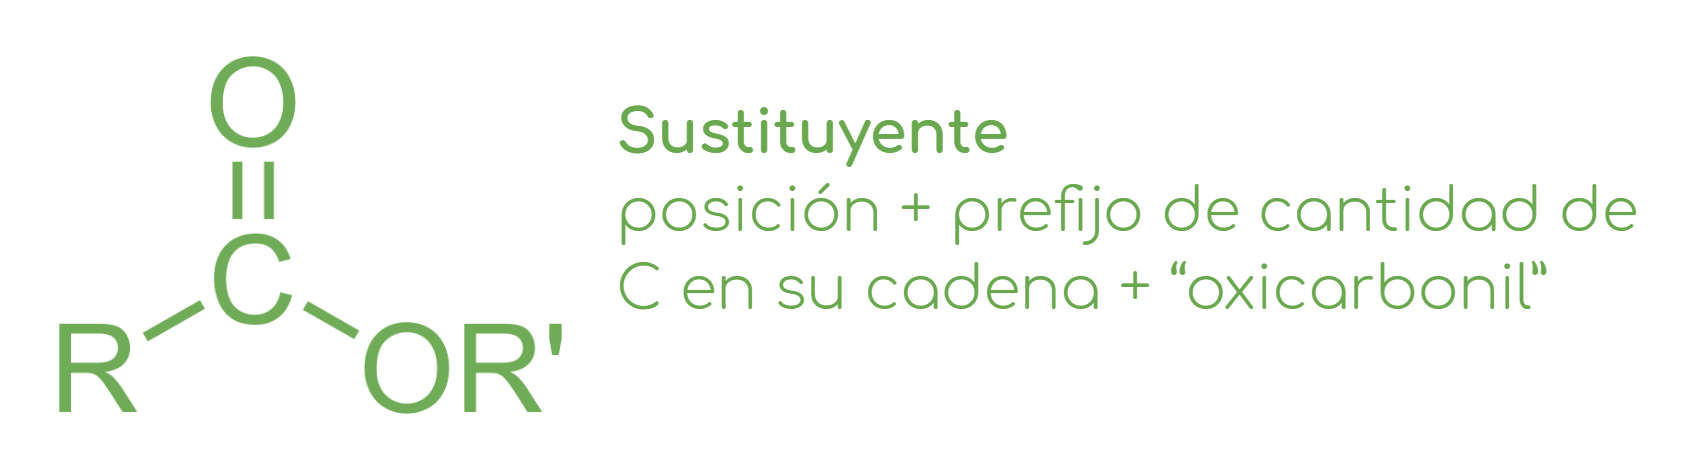 O
C
R
OR'
Sustituyente
posición + prefijo de cantidad de
C en su cadena + “oxicarbonil”